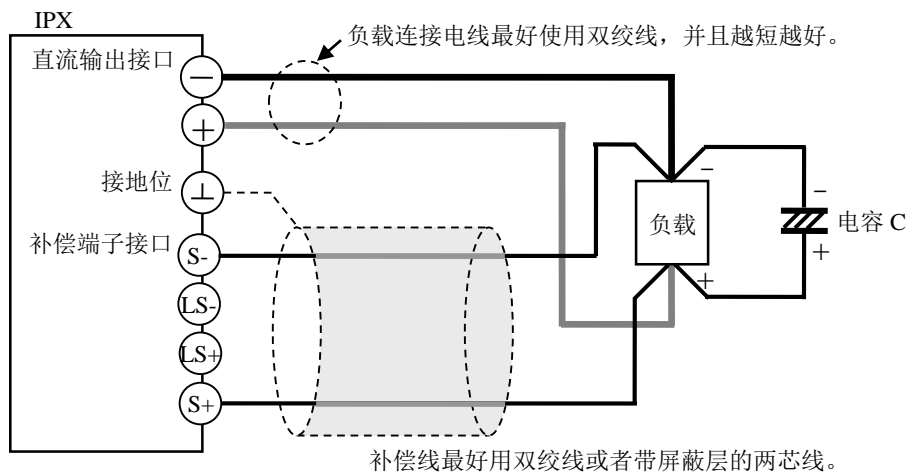 IPX
负载连接电线最好使用双绞线，并且越短越好。
直流输出接口
—
+
接地位
⊥
负载
−
+
−
电容 C
+
补偿端子接口
S-
LS-
LS+
S+
补偿线最好用双绞线或者带屏蔽层的两芯线。